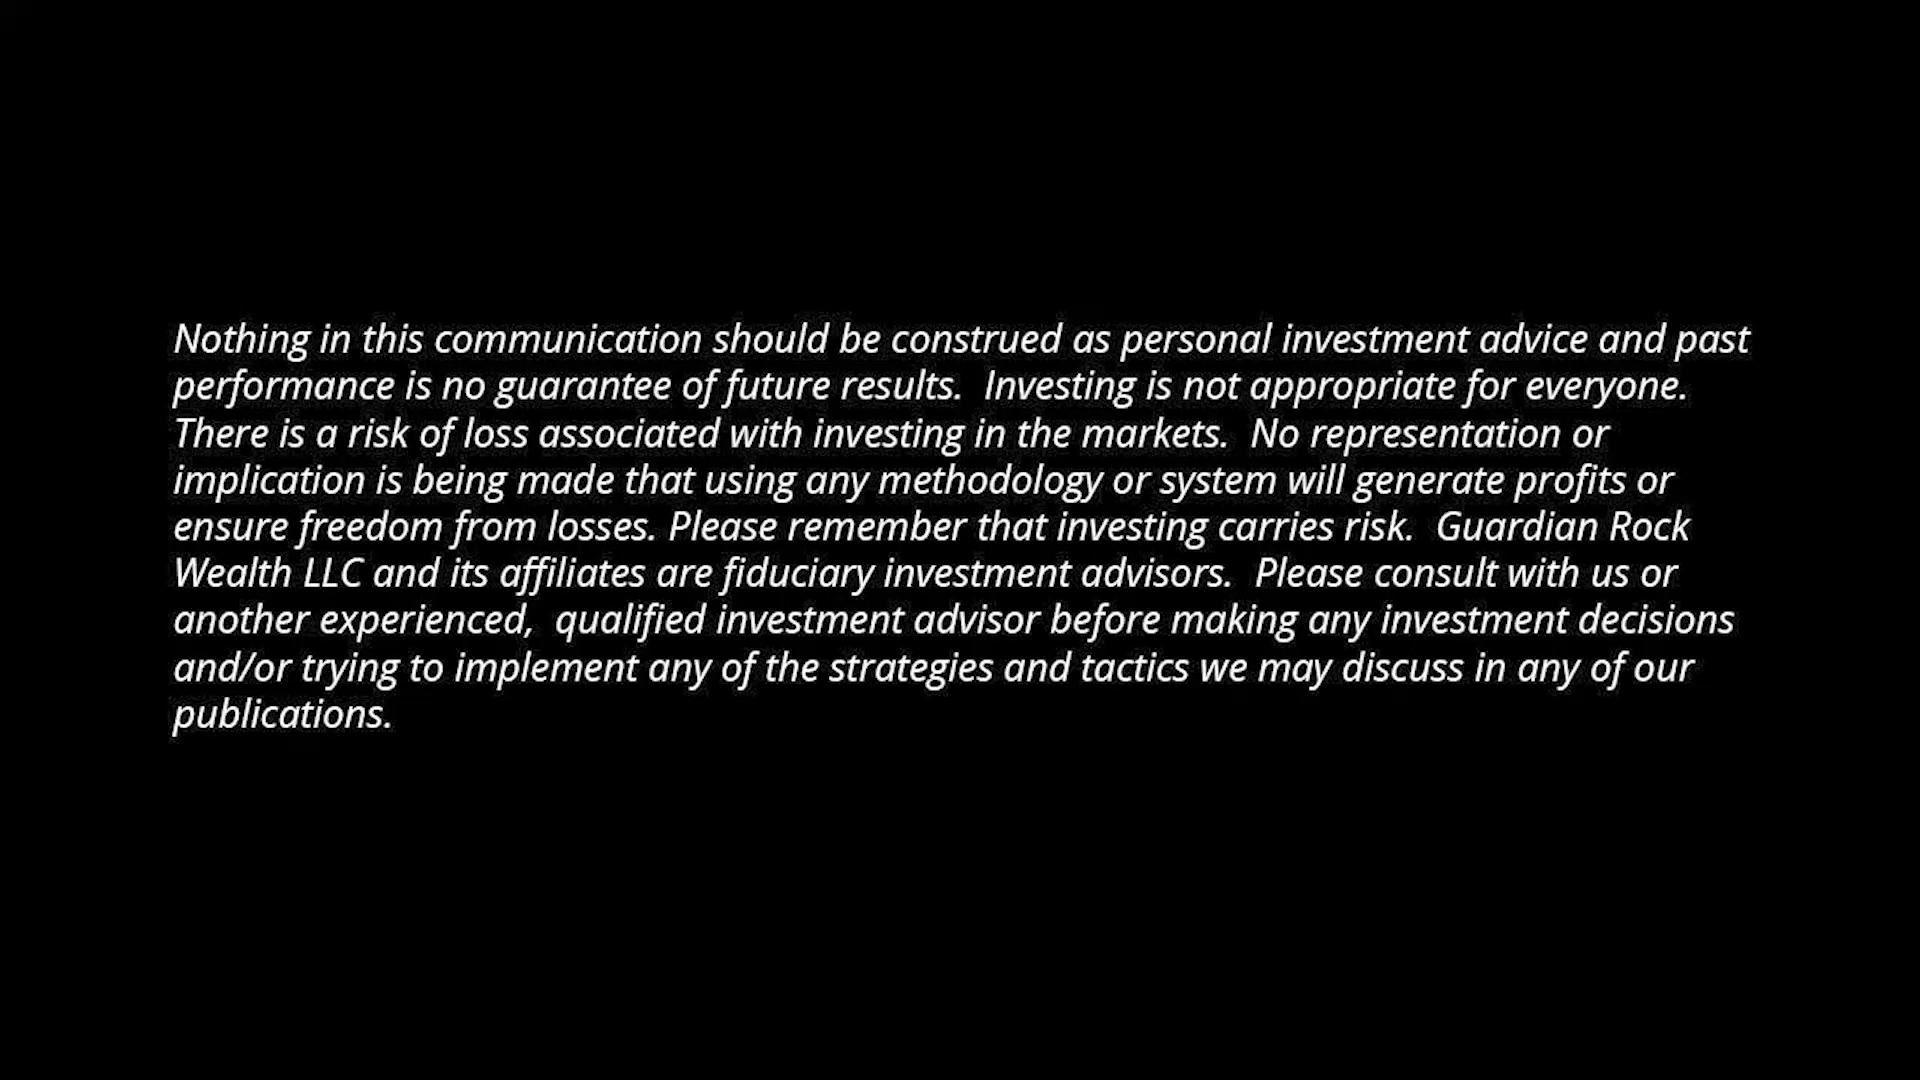 Nothing in this communication should be construed as personal investment advice and past
performance is no guarantee of future results.  Investing is not appropriate for everyone.
There is a risk of loss associated with investing in the markets.  No representation or
implication is being made that using any methodology or system will generate profits or
ensure freedom from losses. Please remember that investing carries risk.  Guardian Rock
Wealth LLC and its affiliates are fiduciary investment advisors.  Please consult with us or
another experienced,  qualified investment advisor before making any investment decisions
and/or trying to implement any of the strategies and tactics we may discuss in any of our
publications.